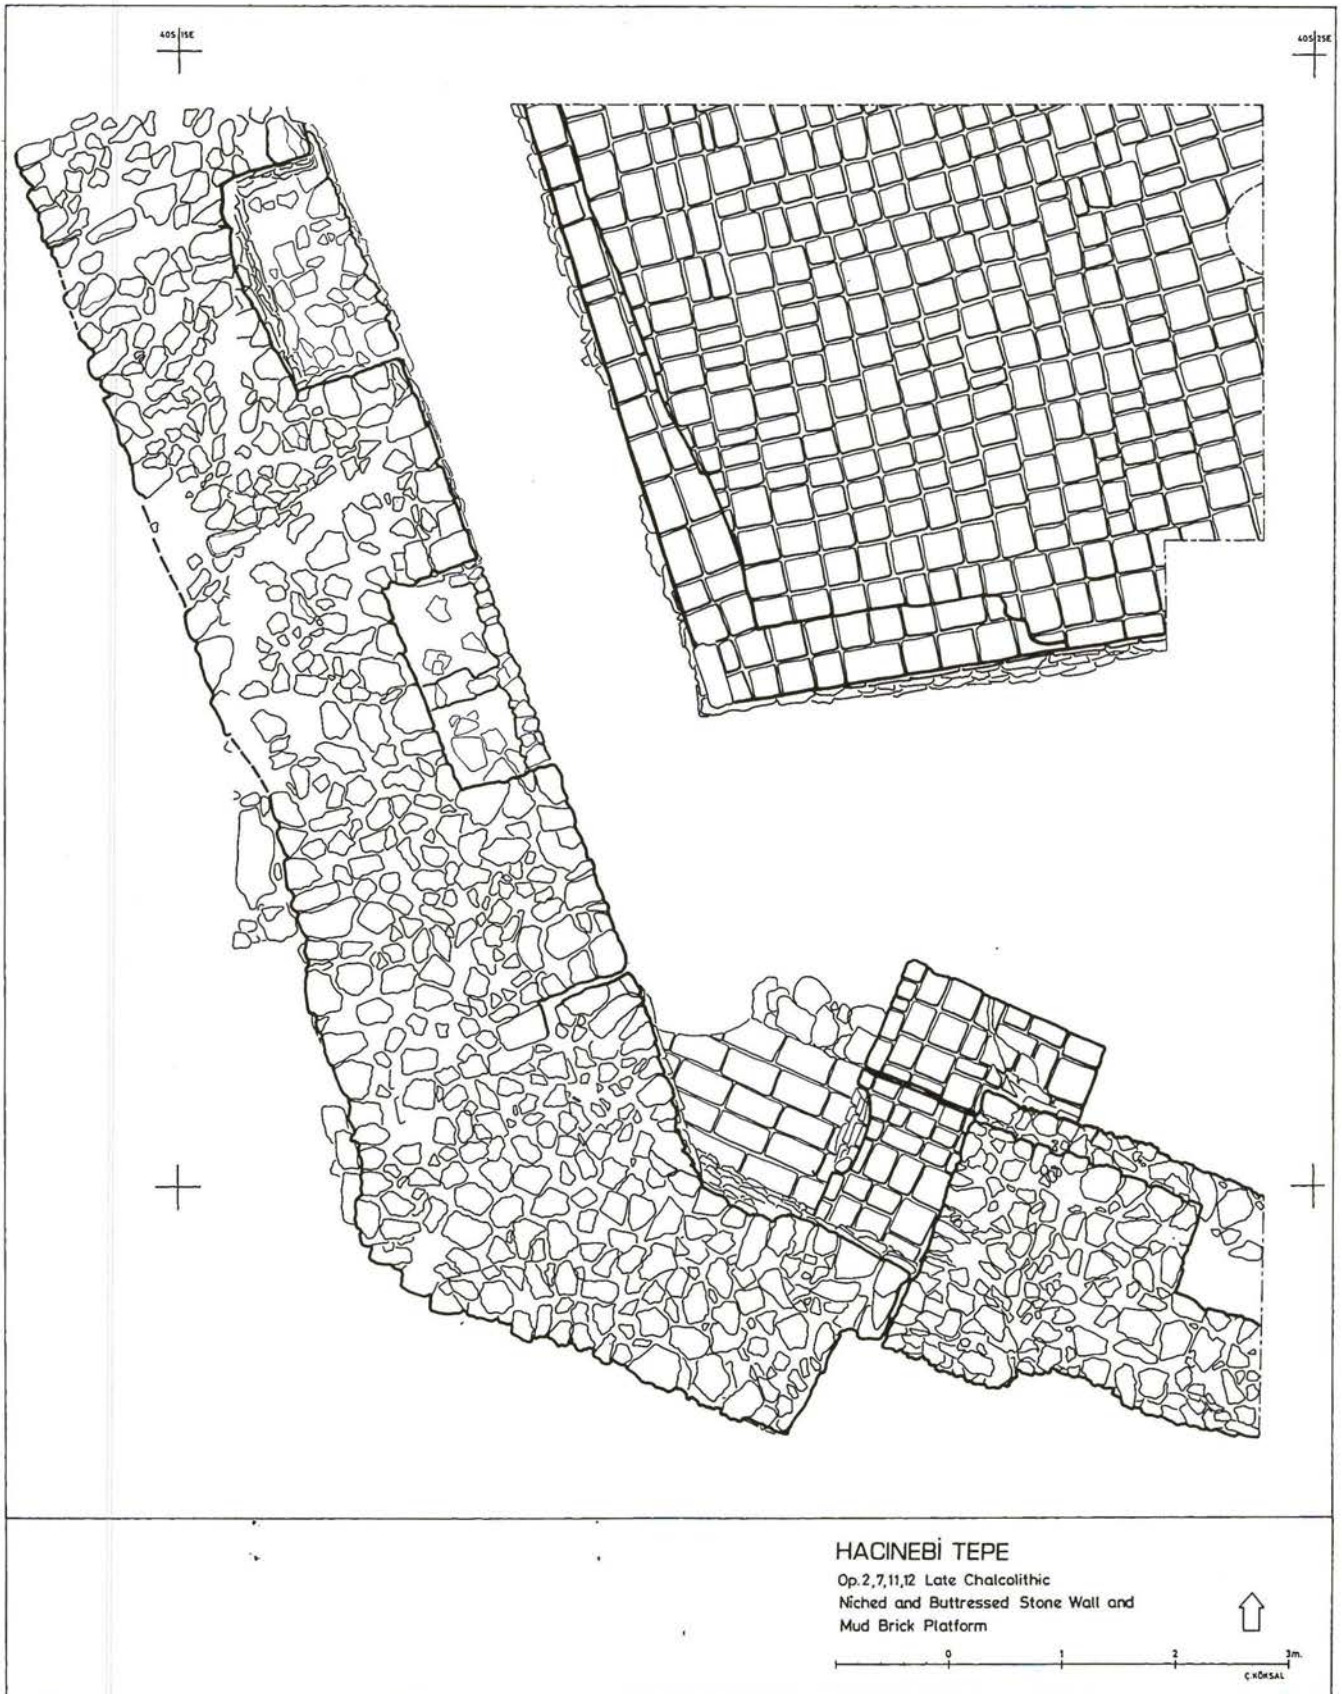 40S 15E
40S 25E
30
HACINEBİ TEPE
Op. 2,7,11,12 Late Chalcolithic
Niched and Buttressed Stone Wall and
Mud Brick Platform
0 1 2 3m.
Ç.KÖKSAL